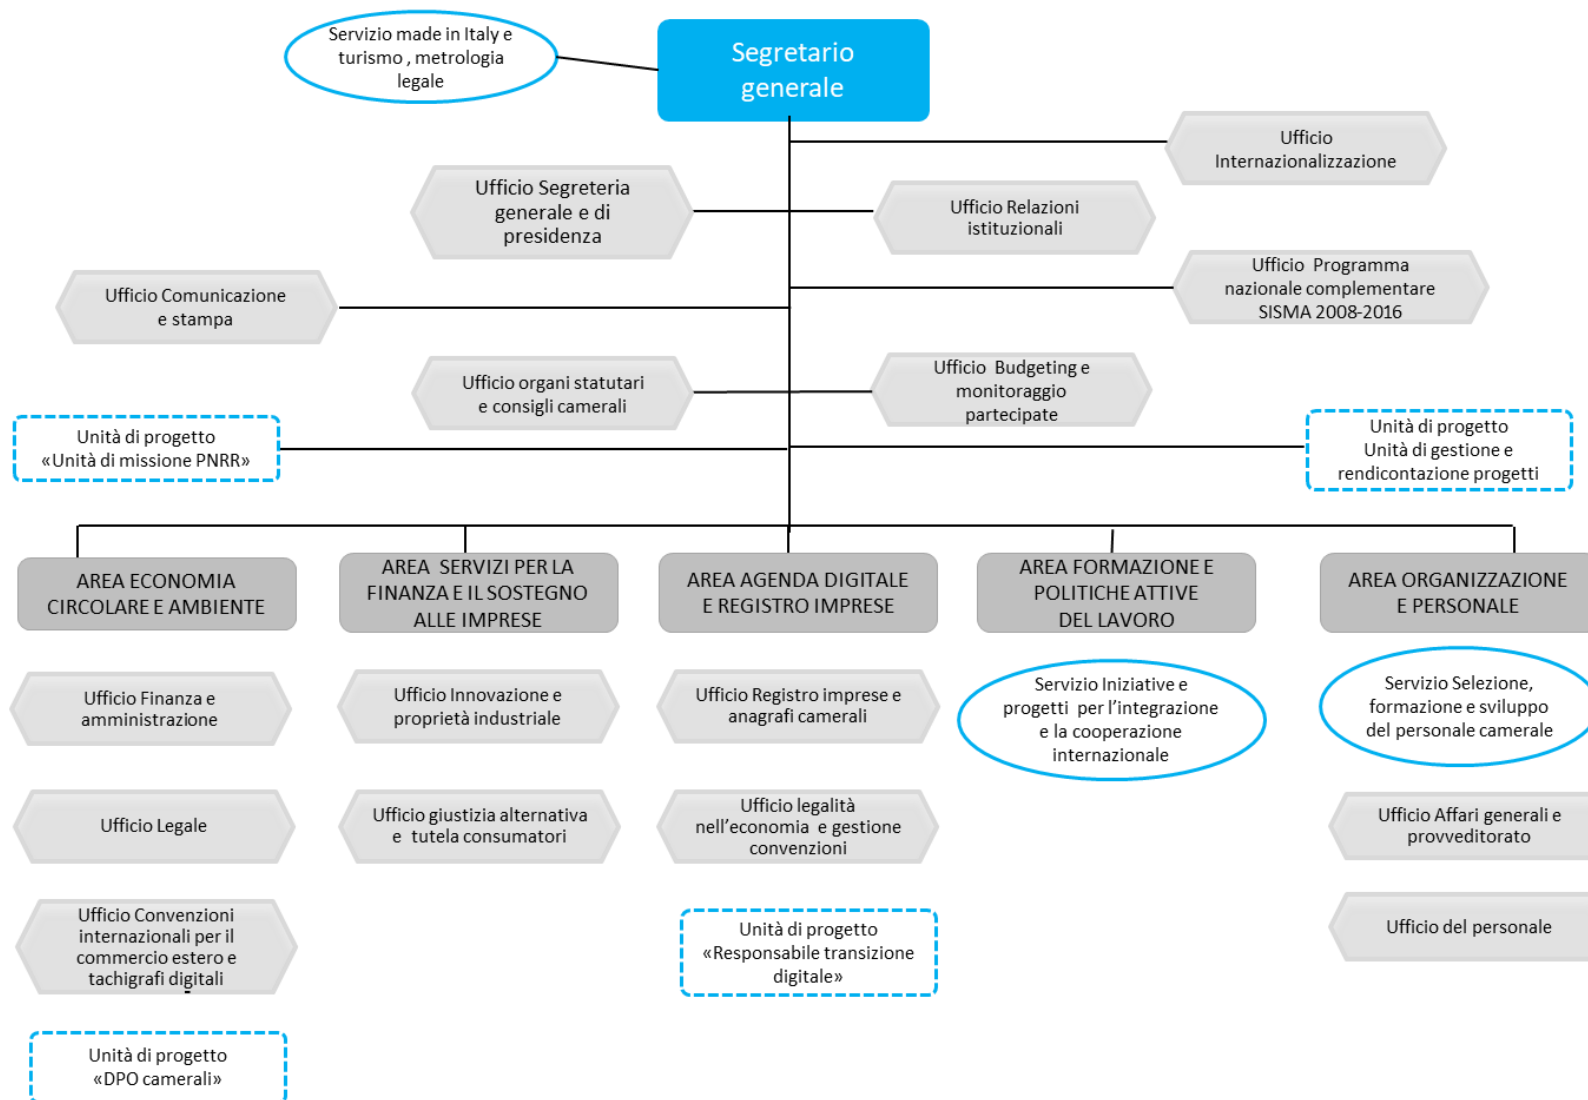 Servizio made in Italy e
turismo , metrologia
legale
Segretario
generale
Ufficio
Internazionalizzazione
Ufficio Segreteria
generale e di
presidenza
Ufficio Relazioni
istituzionali
Ufficio Comunicazione
e stampa
Ufficio Programma
nazionale complementare
SISMA 2008-2016
Ufficio organi statutari
e consigli camerali
Ufficio Budgeting e
monitoraggio
partecipate
Unità di progetto
«Unità di missione PNRR»
Unità di progetto
Unità di gestione e
rendicontazione progetti
AREA ECONOMIA
CIRCOLARE E AMBIENTE
AREA SERVIZI PER LA
FINANZA E IL SOSTEGNO
ALLE IMPRESE
AREA AGENDA DIGITALE
E REGISTRO IMPRESE
AREA FORMAZIONE E
POLITICHE ATTIVE
DEL LAVORO
AREA ORGANIZZAZIONE
E PERSONALE
Ufficio Finanza e
amministrazione
Ufficio Innovazione e
proprietà industriale
Ufficio Registro imprese e
anagrafi camerali
Servizio Iniziative e
progetti per l’integrazione
e la cooperazione
internazionale
Servizio Selezione,
formazione e sviluppo
del personale camerale
Ufficio Legale
Ufficio giustizia alternativa
e tutela consumatori
Ufficio legalità
nell’economia e gestione
convenzioni
Ufficio Affari generali e
provveditorato
Ufficio Convenzioni
internazionali per il
commercio estero e
tachigrafi digitali
Unità di progetto
«Responsabile transizione
digitale»
Ufficio del personale
Unità di progetto
«DPO camerali»